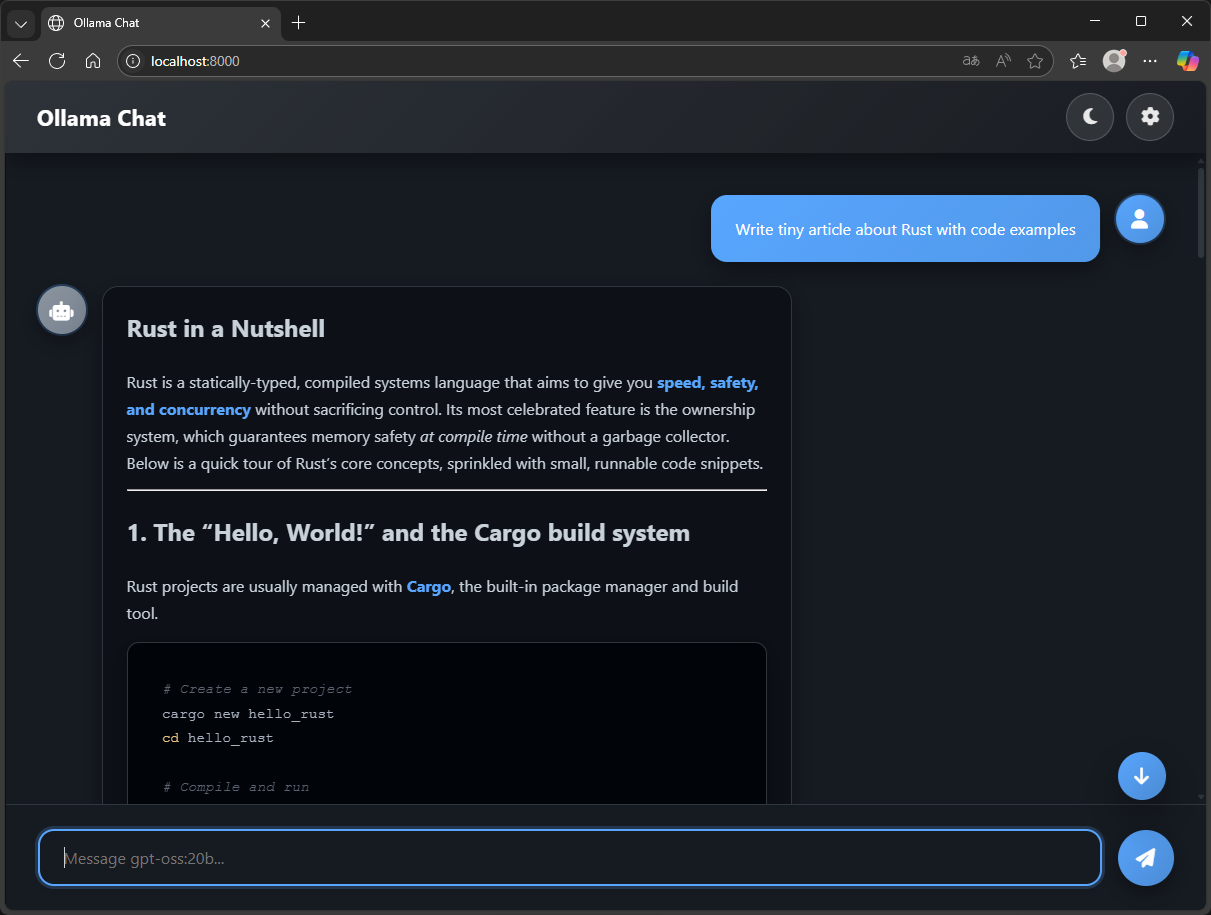 Ollama Chat
localhost:8000
Ollama Chat
Write tiny article about Rust with code examples
Rust in a Nutshell
Rust is a statically-typed, compiled systems language that aims to give you speed, safety,
and concurrency without sacrificing control. Its most celebrated feature is the ownership
system, which guarantees memory safety at compile time without a garbage collector.
Below is a quick tour of Rust’s core concepts, sprinkled with small, runnable code snippets.
1. The “Hello, World!” and the Cargo build system
Rust projects are usually managed with Cargo, the built-in package manager and build
tool.
# Create a new project
cargo new hello_rust
cd hello_rust
# Compile and run
Message gpt-oss:20b...